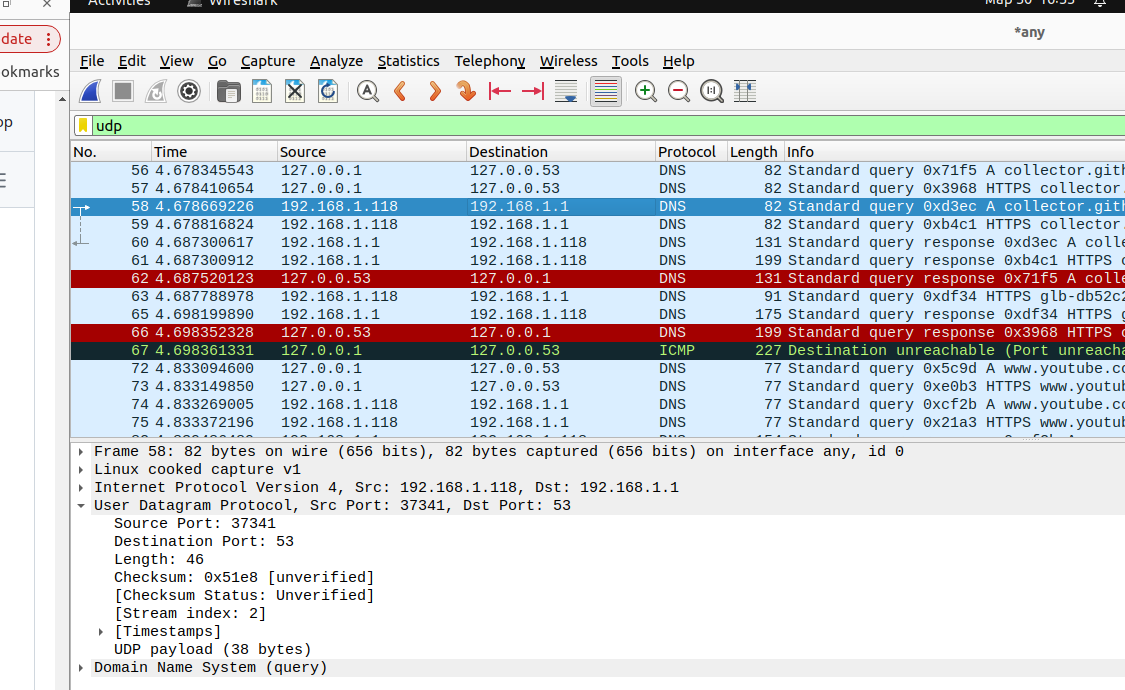 Activities Wireshark
*any
date
okmarks
op
File Edit View Go Capture Analyze Statistics Telephony Wireless Tools Help
udp
No. Time Source Destination Protocol Length Info
56 4.678345543 127.0.0.1 127.0.0.53 DNS 82 Standard query 0x71f5 A collector.gith
57 4.678410654 127.0.0.1 127.0.0.53 DNS 82 Standard query 0x3968 HTTPS collector.
58 4.678669226 192.168.1.118 192.168.1.1 DNS 82 Standard query 0xd3ec A collector.gith
59 4.678816824 192.168.1.118 192.168.1.1 DNS 82 Standard query 0xb4c1 HTTPS collector.
60 4.687300617 192.168.1.1 192.168.1.118 DNS 131 Standard query response 0xd3ec A colle
61 4.687300912 192.168.1.1 192.168.1.118 DNS 199 Standard query response 0xb4c1 HTTPS c
62 4.687520123 127.0.0.53 127.0.0.1 DNS 131 Standard query response 0x71f5 A colle
63 4.687788978 192.168.1.118 192.168.1.1 DNS 91 Standard query 0xdf34 HTTPS glb-db52c2
65 4.698199890 192.168.1.1 192.168.1.118 DNS 175 Standard query response 0xdf34 HTTPS g
66 4.698352328 127.0.0.53 127.0.0.1 DNS 199 Standard query response 0x3968 HTTPS c
67 4.698361331 127.0.0.1 127.0.0.53 ICMP 227 Destination unreachable (Port unreacha
72 4.833094600 127.0.0.1 127.0.0.53 DNS 77 Standard query 0x5c9d A www.youtube.co
73 4.833149850 127.0.0.1 127.0.0.53 DNS 77 Standard query 0xe0b3 HTTPS www.youtub
74 4.833269005 192.168.1.118 192.168.1.1 DNS 77 Standard query 0xcf2b A www.youtube.co
75 4.833372196 192.168.1.118 192.168.1.1 DNS 77 Standard query 0x21a3 HTTPS www.youtub
Frame 58: 82 bytes on wire (656 bits), 82 bytes captured (656 bits) on interface any, id 0
Linux cooked capture v1
Internet Protocol Version 4, Src: 192.168.1.118, Dst: 192.168.1.1
User Datagram Protocol, Src Port: 37341, Dst Port: 53
Source Port: 37341
Destination Port: 53
Length: 46
Checksum: 0x51e8 [unverified]
[Checksum Status: Unverified]
[Stream index: 2]
[Timestamps]
UDP payload (38 bytes)
Domain Name System (query)